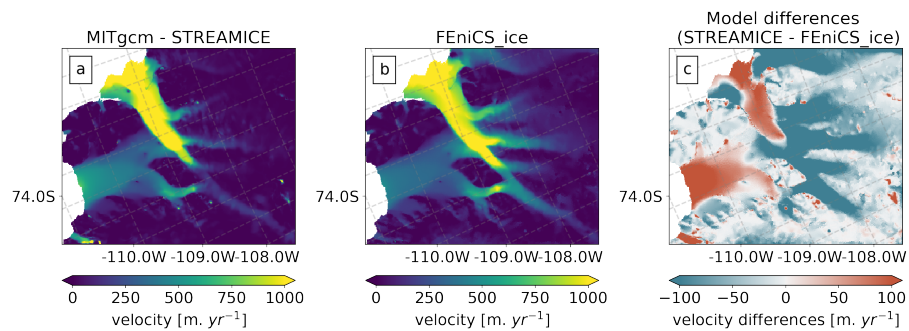 MITgcm - STREAMICE
FEniCS_ice
Model differences
(STREAMICE - FEniCS_ice)
a
b
c
74.0S
-110.0W -109.0W -108.0W
74.0S
-110.0W -109.0W -108.0W
74.0S
-110.0W -109.0W -108.0W
0 250 500 750 1000
velocity [m. yr⁻¹]
0 250 500 750 1000
velocity [m. yr⁻¹]
−100 −50 0 50 100
velocity differences [m. yr⁻¹]